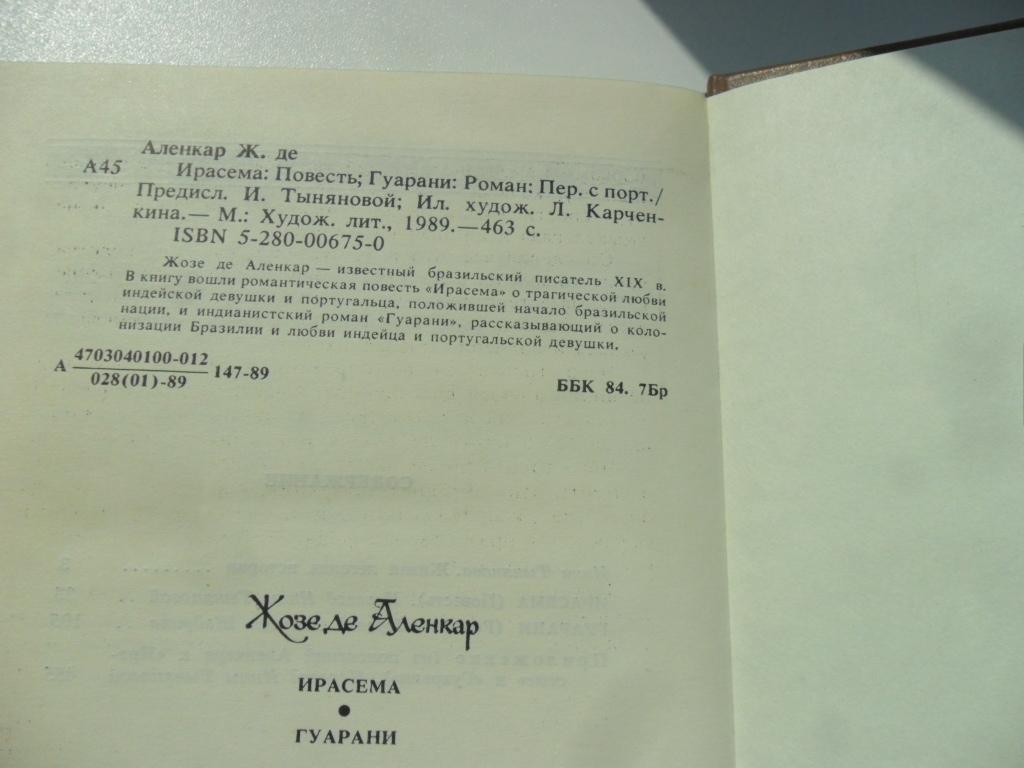 Аленкар Ж. де
А45 Ирасема: Повесть; Гуарани: Роман: Пер. с порт./
Предисл. И. Тыняновой; Ил. худож. Л. Карчен-
кина.— М.: Худож. лит., 1989.—463 с.
ISBN 5-280-00675-0
Жозе де Аленкар — известный бразильский писатель XIX в.
В книгу вошли романтическая повесть «Ирасема» о трагической любви
индейской девушки и португальца, положившей начало бразильской
нации, и индианистский роман «Гуарани», рассказывающий о коло-
низации Бразилии и любви индейца и португальской девушки.
А 4703040100-012 147-89
028(01)-89
ББК 84. 7Бр
СОДЕРЖАНИЕ
Жозе де Аленкар
ИРАСЕМА
•
ГУАРАНИ